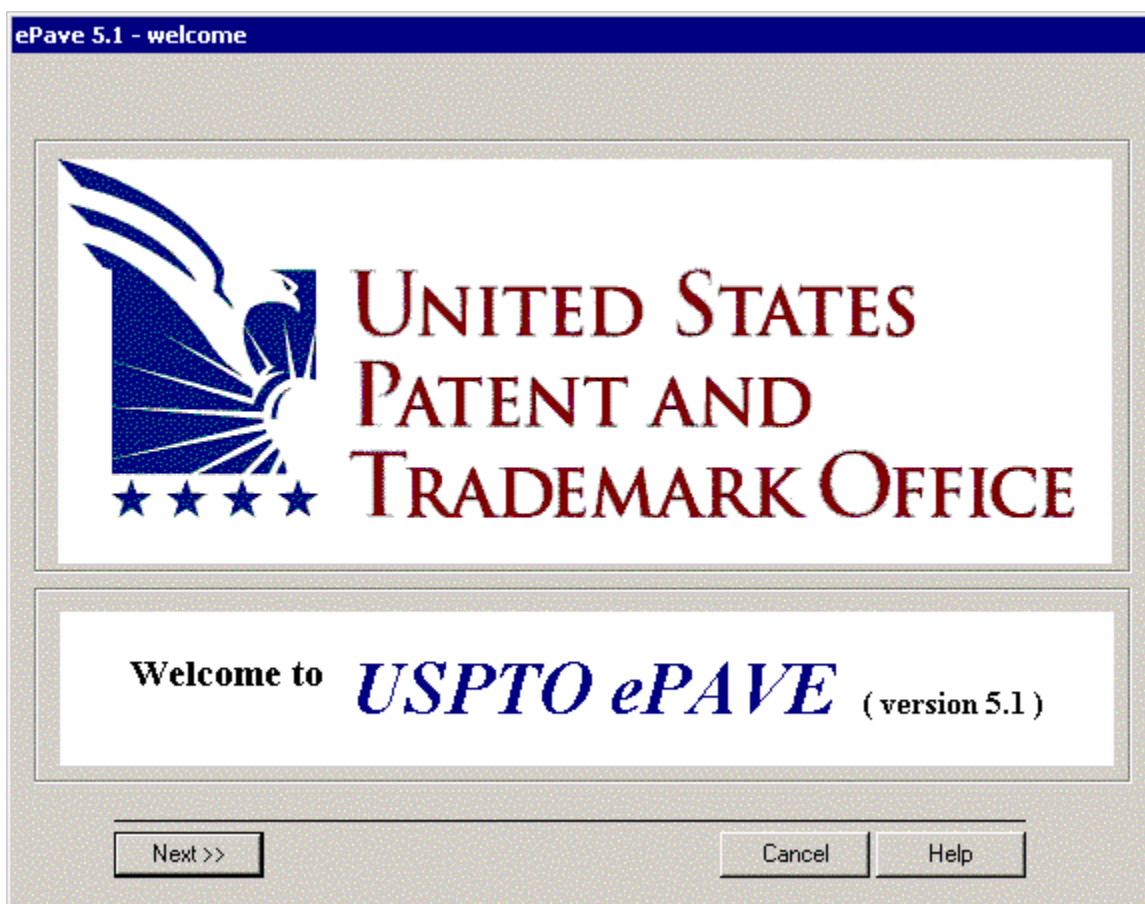 ePave 5.1 - welcome
UNITED STATES
PATENT AND
TRADEMARK OFFICE
Welcome to USPTO ePAVE ( version 5.1 )
Next >> Cancel Help